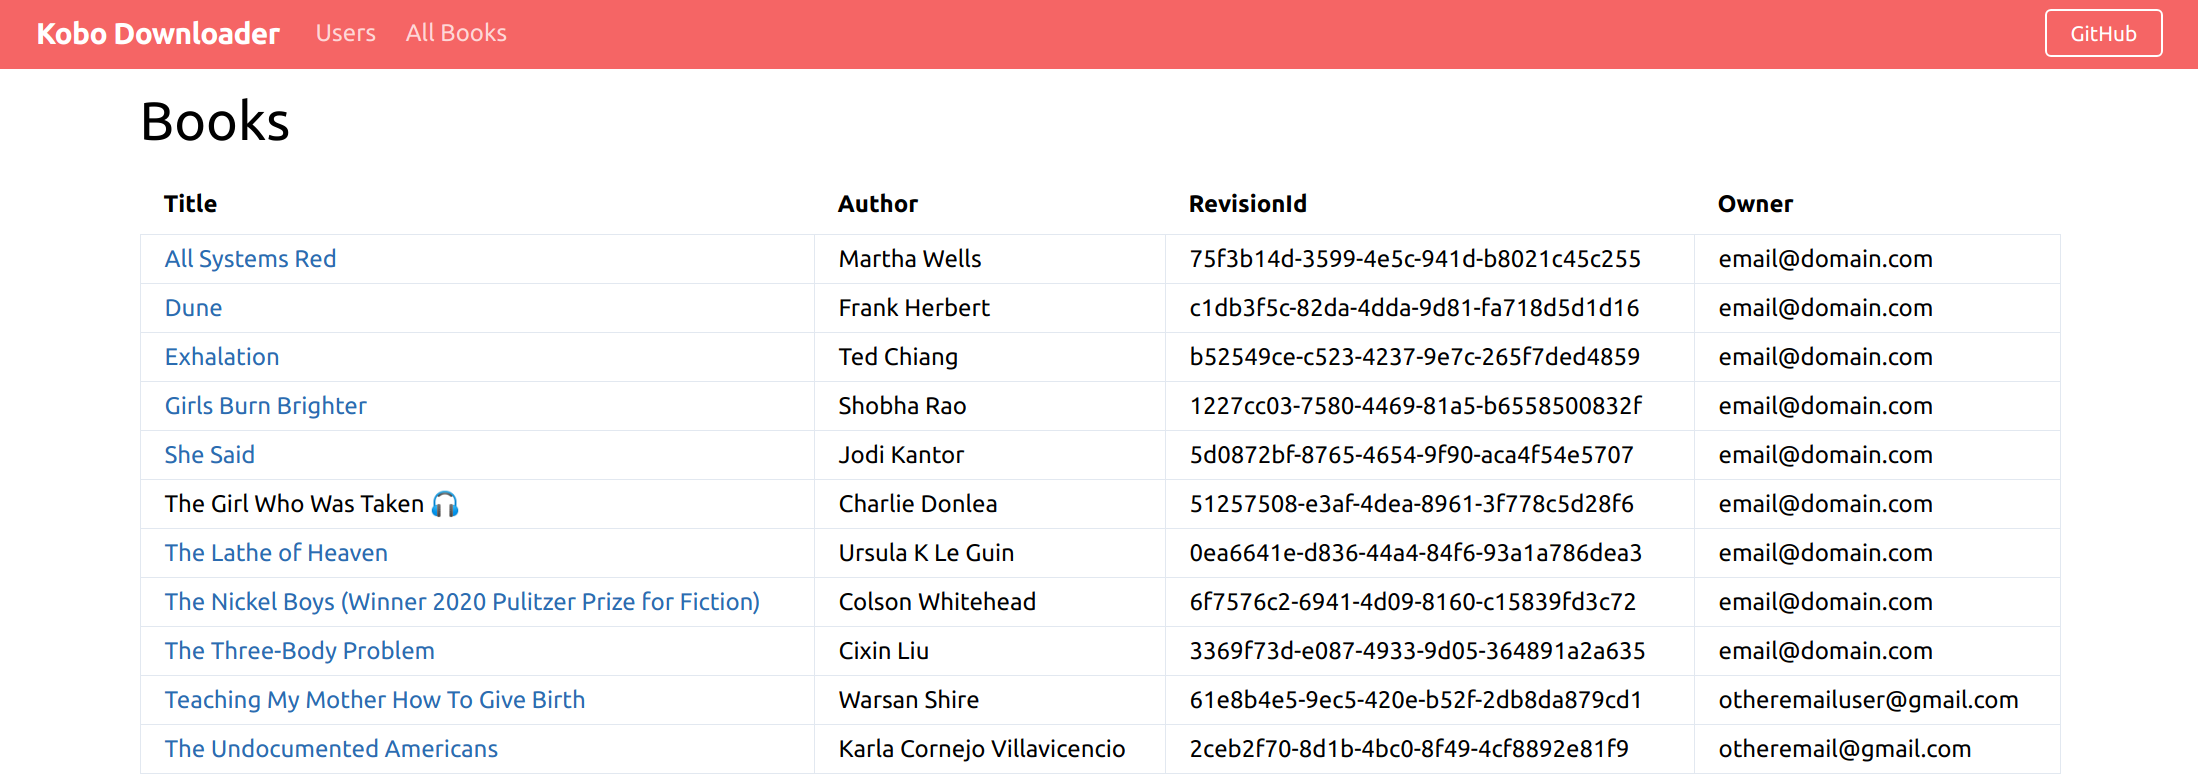 Kobo Downloader Users All Books GitHub
Books
Title Author RevisionId Owner
All Systems Red Martha Wells 75f3b14d-3599-4e5c-941d-b8021c45c255 email@domain.com
Dune Frank Herbert c1db3f5c-82da-4dda-9d81-fa718d5d1d16 email@domain.com
Exhalation Ted Chiang b52549ce-c523-4237-9e7c-265f7ded4859 email@domain.com
Girls Burn Brighter Shobha Rao 1227cc03-7580-4469-81a5-b6558500832f email@domain.com
She Said Jodi Kantor 5d0872bf-8765-4654-9f90-aca4f54e5707 email@domain.com
The Girl Who Was Taken 🎧 Charlie Donlea 51257508-e3af-4dea-8961-3f778c5d28f6 email@domain.com
The Lathe of Heaven Ursula K Le Guin 0ea6641e-d836-44a4-84f6-93a1a786dea3 email@domain.com
The Nickel Boys (Winner 2020 Pulitzer Prize for Fiction) Colson Whitehead 6f7576c2-6941-4d09-8160-c15839fd3c72 email@domain.com
The Three-Body Problem Cixin Liu 3369f73d-e087-4933-9d05-364891a2a635 email@domain.com
Teaching My Mother How To Give Birth Warsan Shire 61e8b4e5-9ec5-420e-b52f-2db8da879cd1 otheremailuser@gmail.com
The Undocumented Americans Karla Cornejo Villavicencio 2ceb2f70-8d1b-4bc0-8f49-4cf8892e81f9 otheremail@gmail.com